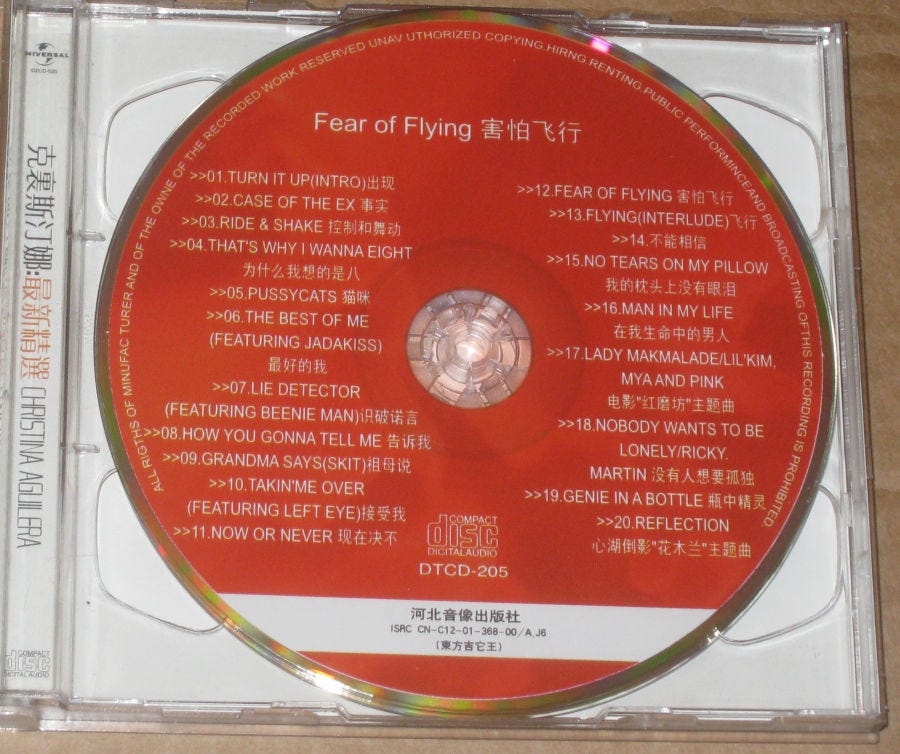 UNIVERSAL
DTCD-205
克裏斯汀娜:最新精選 CHRISTINA AGUILERA
COMPACT
disc
DIGITAL AUDIO
ALL RIGTHS OF MINUFAC TURER AND OF THE OWNE OF THE RECORDED WORK RESERVED UNAV UTHORIZED COPYING.HIRNG.RENTING.PUBLIC PERFORMINCEAND BROADCASTING OFTHIS RECORDING IS PROHIBITED
Fear of Flying 害怕飞行
>>01.TURN IT UP(INTRO)出现
>>02.CASE OF THE EX 事实
>>03.RIDE & SHAKE 控制和舞动
>>04.THAT'S WHY I WANNA EIGHT
为什么我想的是八
>>05.PUSSYCATS 猫咪
>>06.THE BEST OF ME
(FEATURING JADAKISS)
最好的我
>>07.LIE DETECTOR
(FEATURING BEENIE MAN)识破诺言
>>08.HOW YOU GONNA TELL ME 告诉我
>>09.GRANDMA SAYS(SKIT)祖母说
>>10.TAKIN'ME OVER
(FEATURING LEFT EYE)接受我
>>11.NOW OR NEVER 现在决不
>>12.FEAR OF FLYING 害怕飞行
>>13.FLYING(INTERLUDE)飞行
>>14.不能相信
>>15.NO TEARS ON MY PILLOW
我的枕头上没有眼泪
>>16.MAN IN MY LIFE
在我生命中的男人
>>17.LADY MAKMALADE/LIL'KIM,
MYA AND PINK
电影"红磨坊"主题曲
>>18.NOBODY WANTS TO BE
LONELY/RICKY.
MARTIN 没有人想要孤独
>>19.GENIE IN A BOTTLE 瓶中精灵
>>20.REFLECTION
心湖倒影"花木兰"主题曲
COMPACT
disc
DIGITAL AUDIO
DTCD-205
河北音像出版社
ISRC CN-C12-01-368-00/A.J6
(東方吉它王)